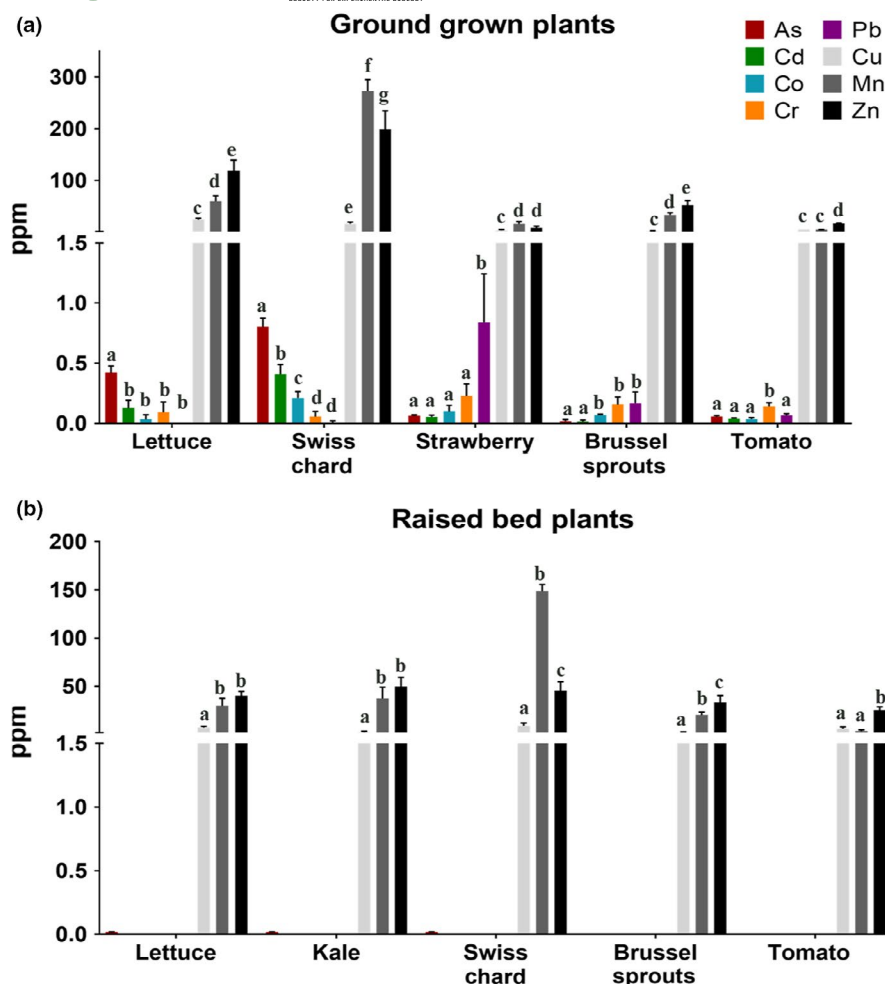 (a)
Ground grown plants
As Pb
Cd Cu
Co Mn
Cr Zn
ppm
300
200
100
1.5
1.0
0.5
0.0
a b b b b c d e
a b c d d e f g
a a a a b c d d
a a b b b c d e
a a a b a c c d
Lettuce Swiss chard Strawberry Brussel sprouts Tomato
(b)
Raised bed plants
ppm
200
150
100
50
1.5
1.0
0.5
0.0
a b b
a b b
a b c
a b c
a a b
Lettuce Kale Swiss chard Brussel sprouts Tomato